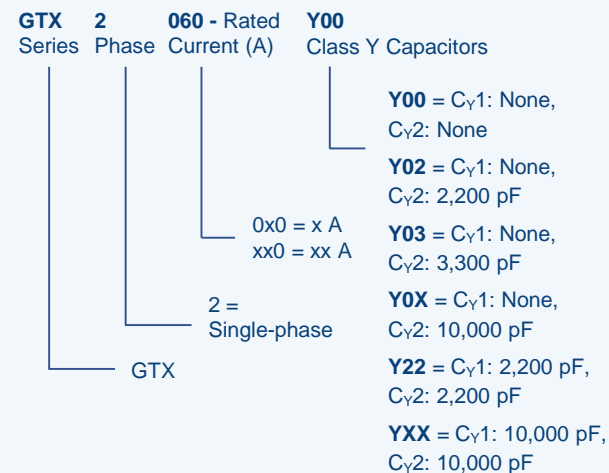 GTX 2 060 - Rated Y00
Series Phase Current (A) Class Y Capacitors
Y00 = CY1: None,
CY2: None
Y02 = CY1: None,
CY2: 2,200 pF
0x0 = x A
xx0 = xx A
Y03 = CY1: None,
CY2: 3,300 pF
2 =
Single-phase
Y0X = CY1: None,
CY2: 10,000 pF
GTX
Y22 = CY1: 2,200 pF,
CY2: 2,200 pF
YXX = CY1: 10,000 pF,
CY2: 10,000 pF